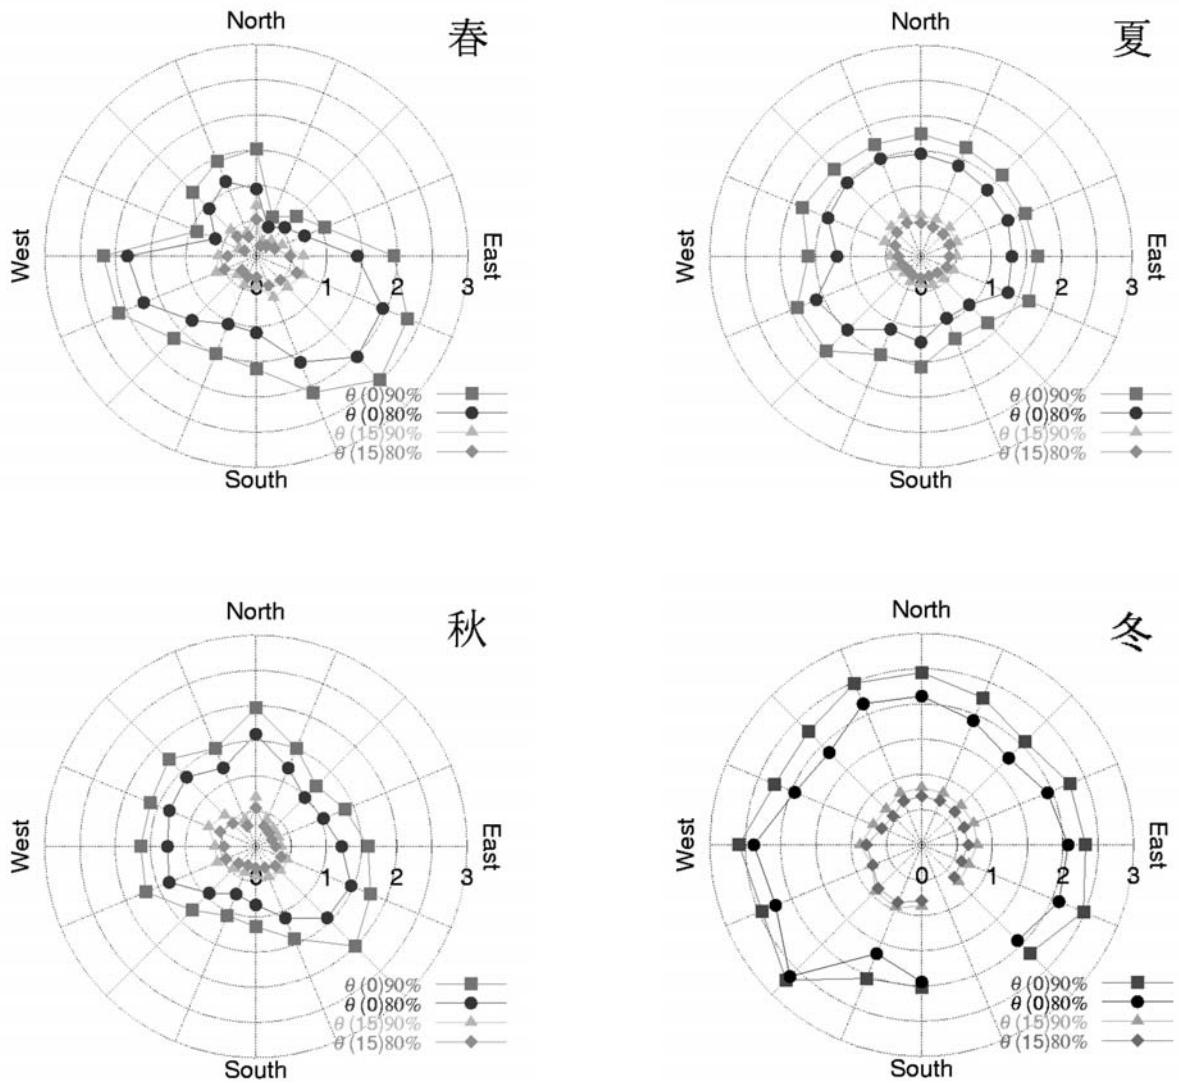 North
春
West
East
0
1
2
3
θ(0)90%
θ(0)80%
θ(15)90%
θ(15)80%
South
North
夏
West
East
0
1
2
3
θ(0)90%
θ(0)80%
θ(15)90%
θ(15)80%
South
North
秋
West
East
0
1
2
3
θ(0)90%
θ(0)80%
θ(15)90%
θ(15)80%
South
North
冬
West
East
0
1
2
3
θ(0)90%
θ(0)80%
θ(15)90%
θ(15)80%
South